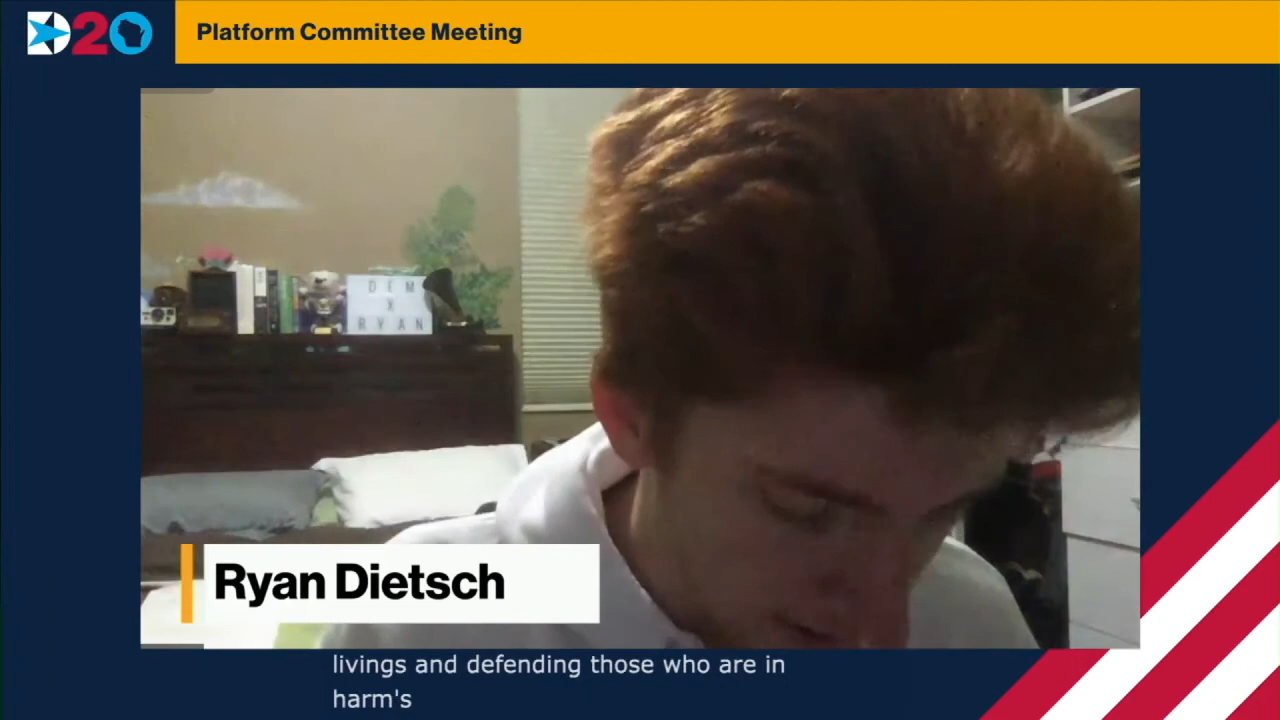 D20
Platform Committee Meeting
DEM
X
RYAN
Ryan Dietsch
livings and defending those who are in
harm's